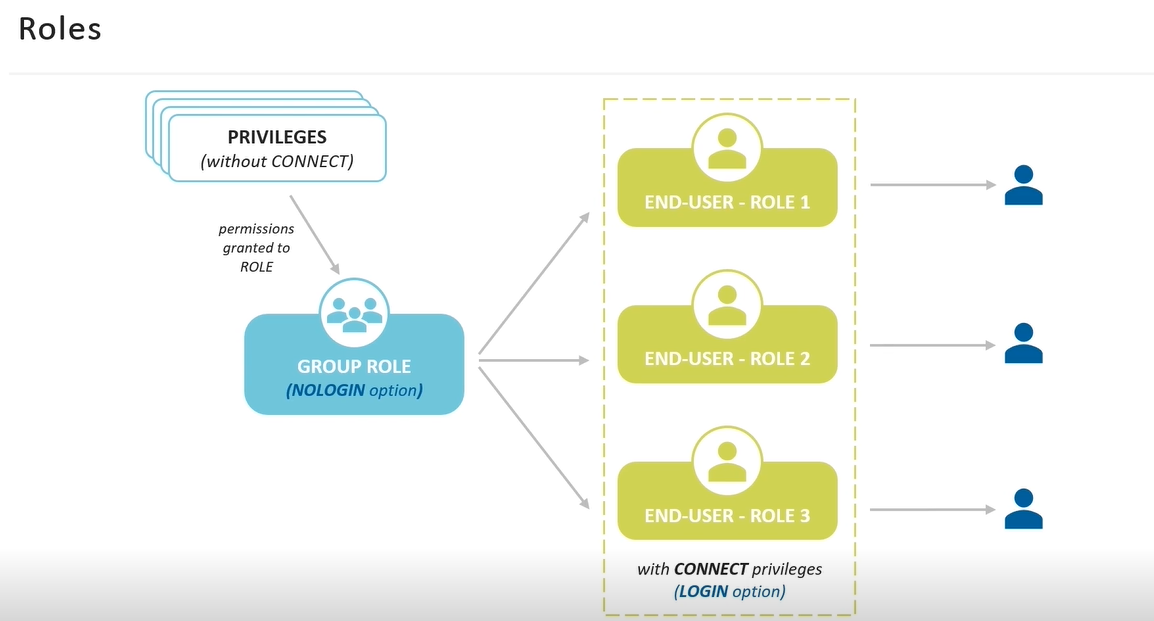 Roles
PRIVILEGES
(without CONNECT)
permissions
granted to
ROLE
GROUP ROLE
(NOLOGIN option)
END-USER - ROLE 1
END-USER - ROLE 2
END-USER - ROLE 3
with CONNECT privileges
(LOGIN option)